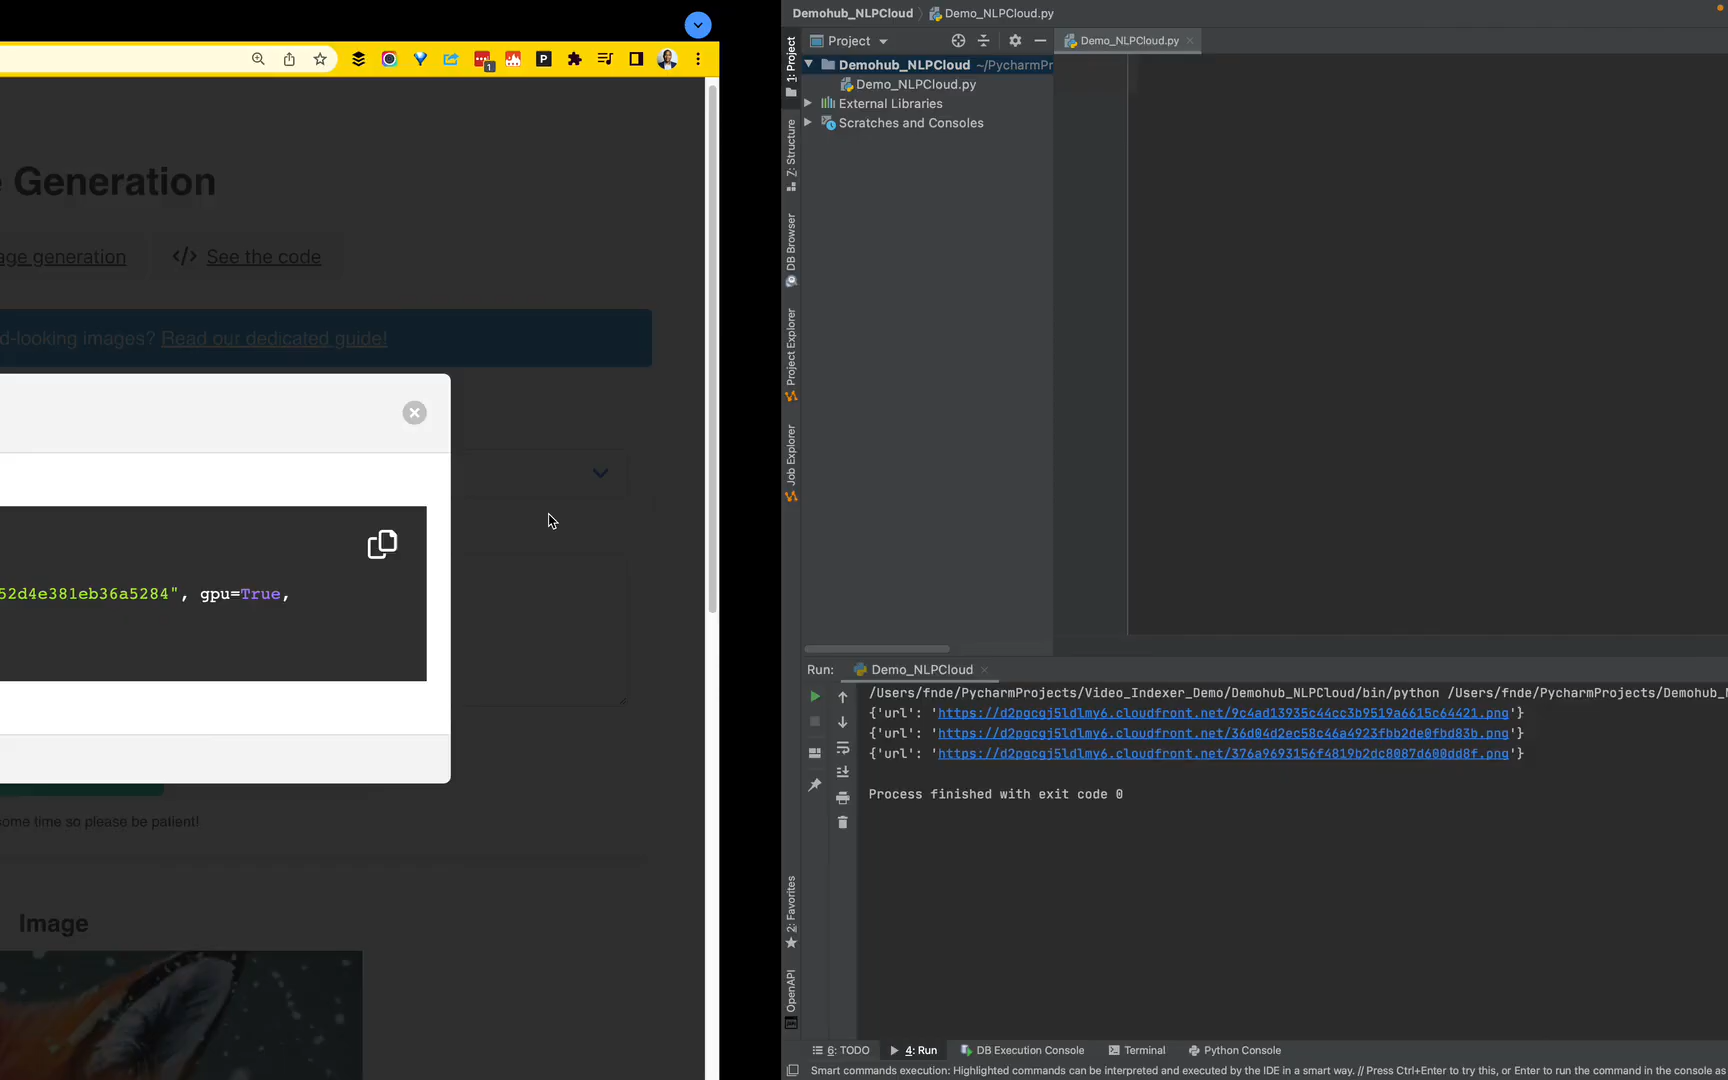 1
Generation
age generation
See the code
d-looking images? Read our dedicated guide!
52d4e381eb36a5284", gpu=True,
ome time so please be patient!
Image
Demohub_NLPCloud
Demo_NLPCloud.py
Project
Demo_NLPCloud.py
Demohub_NLPCloud ~/PycharmPr
Demo_NLPCloud.py
External Libraries
Scratches and Consoles
1: Project
Z: Structure
DB Browser
Project Explorer
Job Explorer
2: Favorites
OpenAPI
Run: Demo_NLPCloud
/Users/fnde/PycharmProjects/Video_Indexer_Demo/Demohub_NLPCloud/bin/python /Users/fnde/PycharmProjects/Demohub_N
{'url': 'https://d2pgcgj5ldlmy6.cloudfront.net/9c4ad13935c44cc3b9519a6615c64421.png'}
{'url': 'https://d2pgcgj5ldlmy6.cloudfront.net/36d04d2ec58c46a4923fbb2de0fbd83b.png'}
{'url': 'https://d2pgcgj5ldlmy6.cloudfront.net/376a9693156f4819b2dc8087d600dd8f.png'}
Process finished with exit code 0
6: TODO
4: Run
DB Execution Console
Terminal
Python Console
Smart commands execution: Highlighted commands can be interpreted and executed by the IDE in a smart way. // Press Ctrl+Enter to try this, or Enter to run the command in the console as